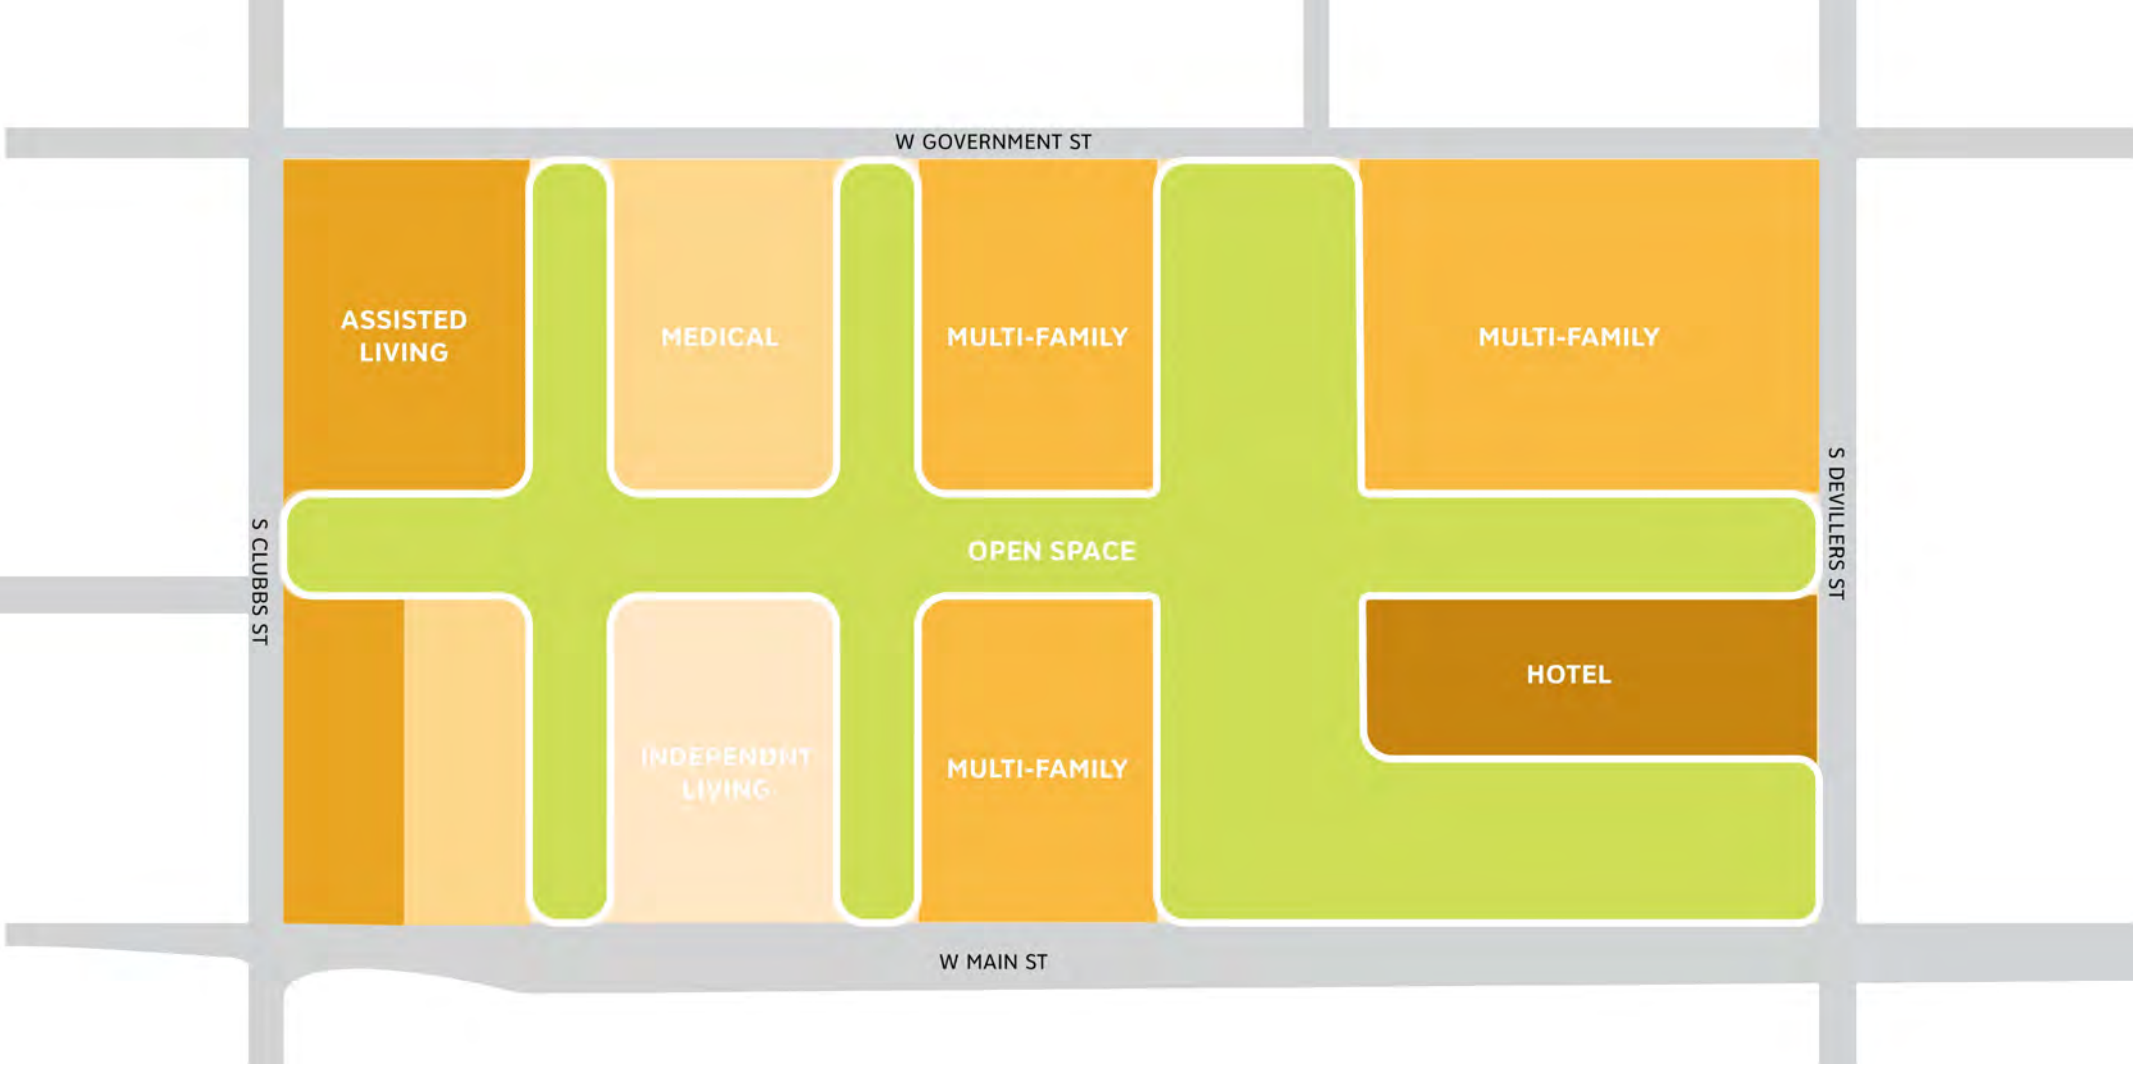 W GOVERNMENT ST
ASSISTED
LIVING
MEDICAL
MULTI-FAMILY
MULTI-FAMILY
S CLUBBS ST
OPEN SPACE
S DEVILLERS ST
HOTEL
INDEPENDNT
LIVING
MULTI-FAMILY
W MAIN ST